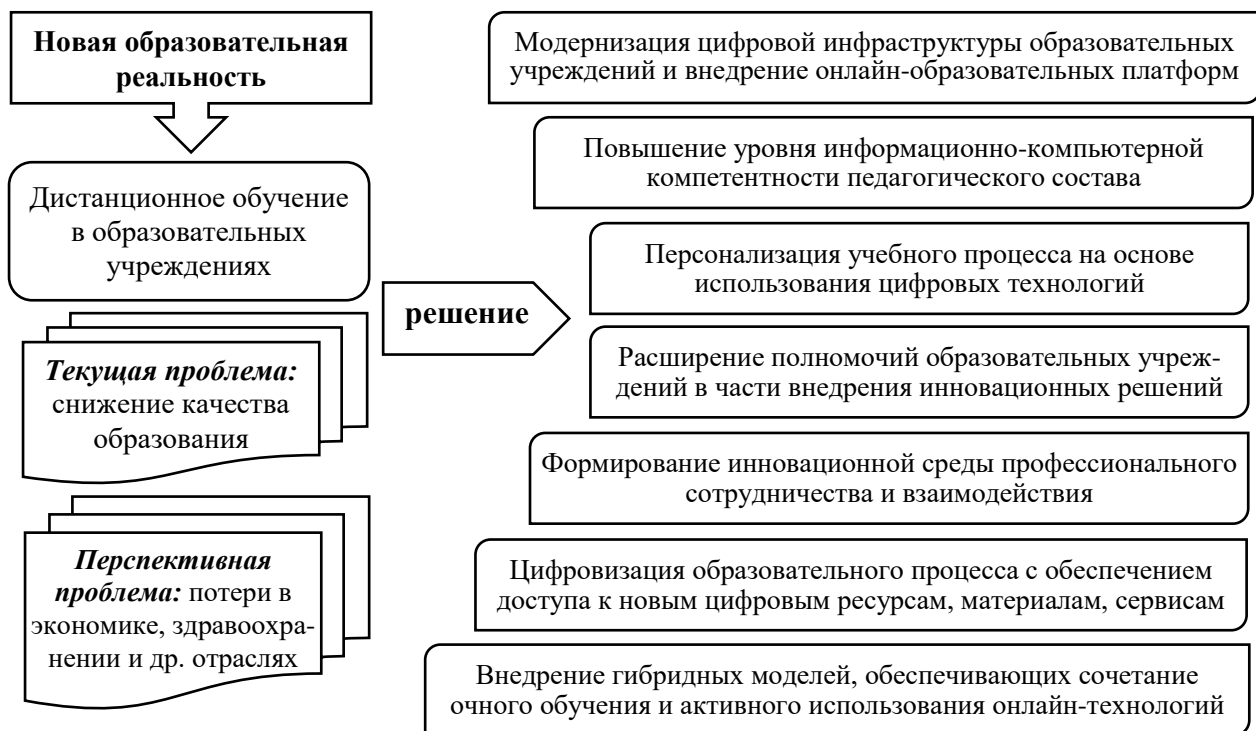 Новая образовательная
реальность
Дистанционное обучение
в образовательных
учреждениях
Текущая проблема:
снижение качества
образования
Перспективная
проблема: потери в
экономике, здравоохра-
нении и др. отраслях
решение
Модернизация цифровой инфраструктуры образовательных
учреждений и внедрение онлайн-образовательных платформ
Повышение уровня информационно-компьютерной
компетентности педагогического состава
Персонализация учебного процесса на основе
использования цифровых технологий
Расширение полномочий образовательных учреж-
дений в части внедрения инновационных решений
Формирование инновационной среды профессионального
сотрудничества и взаимодействия
Цифровизация образовательного процесса с обеспечением
доступа к новым цифровым ресурсам, материалам, сервисам
Внедрение гибридных моделей, обеспечивающих сочетание
очного обучения и активного использования онлайн-технологий